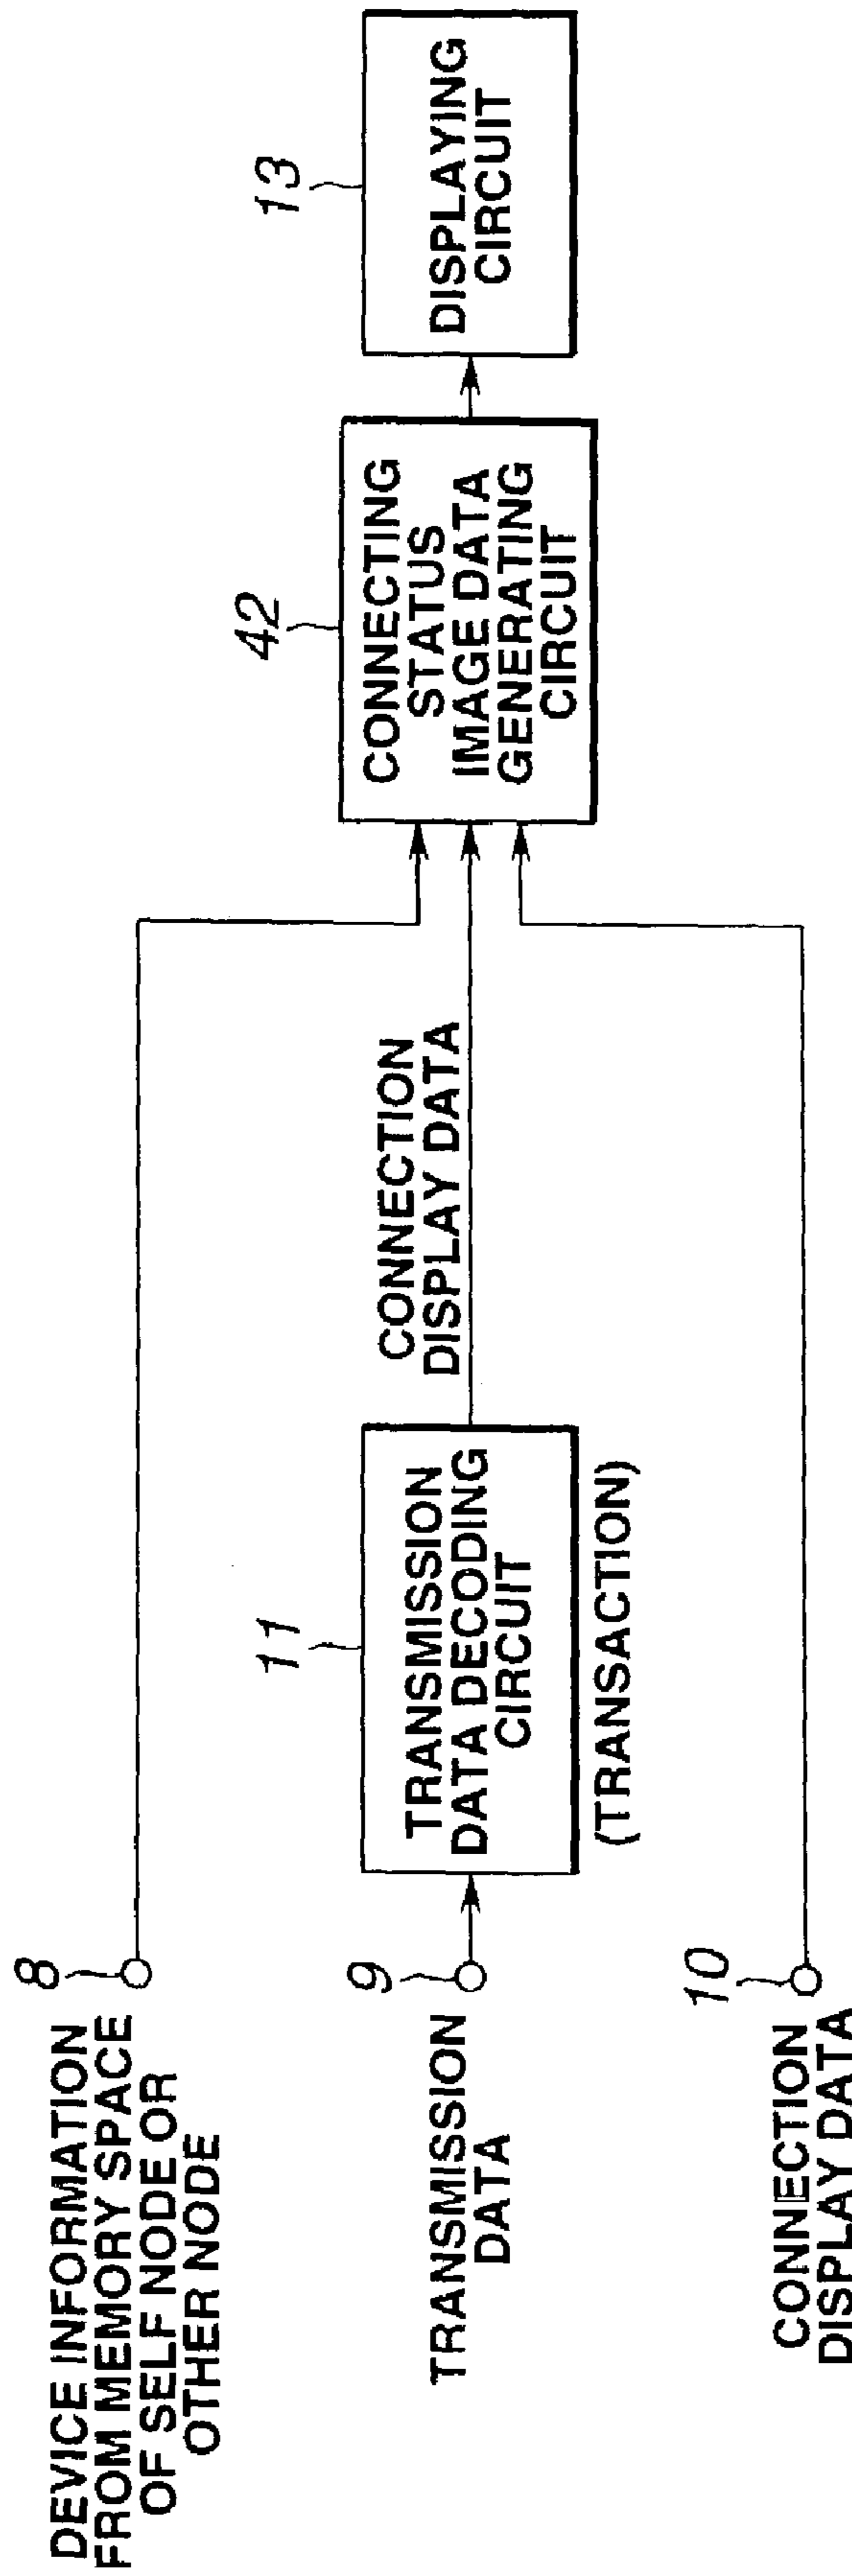 8
DEVICE INFORMATION
FROM MEMORY SPACE
OF SELF NODE OR
OTHER NODE
9
TRANSMISSION
DATA
10
CONNECTION
DISPLAY DATA
11
TRANSMISSION
DATA DECODING
CIRCUIT
(TRANSACTION)
CONNECTION
DISPLAY DATA
42
CONNECTING
STATUS
IMAGE DATA
GENERATING
CIRCUIT
13
DISPLAYING
CIRCUIT